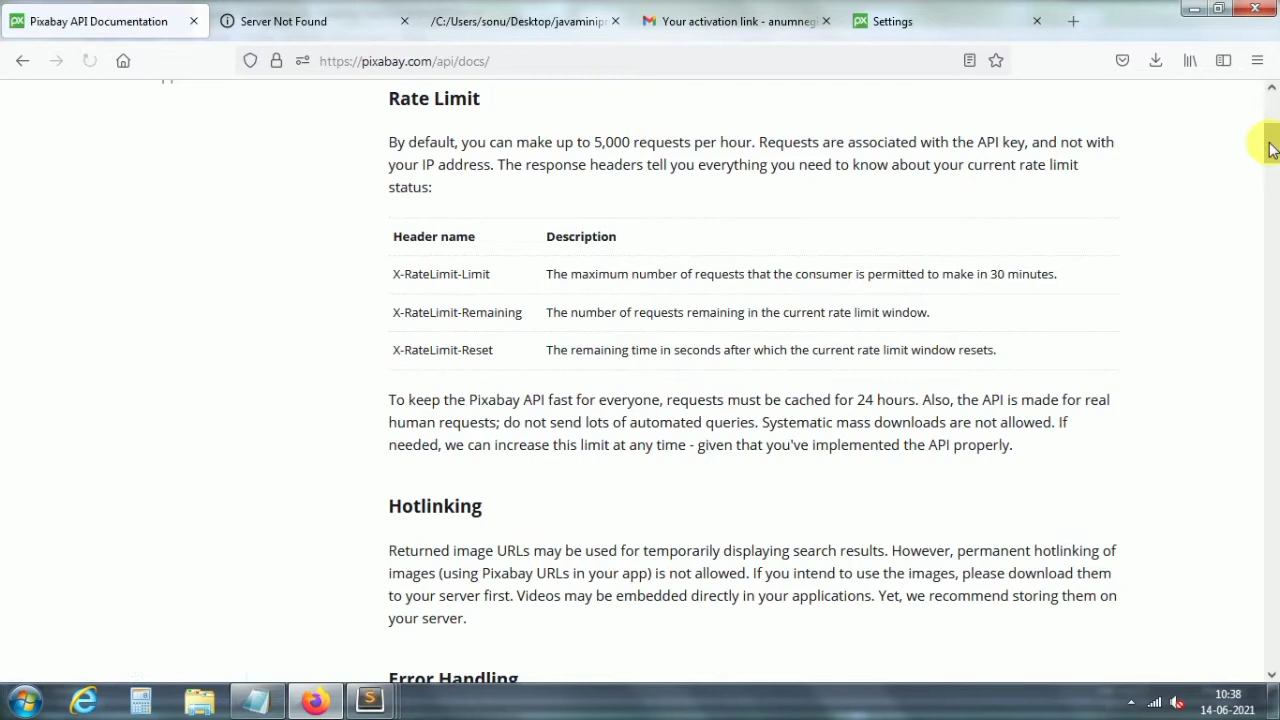 Pixabay API Documentation
Server Not Found
/C:/Users/sonu/Desktop/javaminipr
Your activation link - anumneg
Settings
https://pixabay.com/api/docs/
Rate Limit
By default, you can make up to 5,000 requests per hour. Requests are associated with the API key, and not with
your IP address. The response headers tell you everything you need to know about your current rate limit
status:
Header name Description
X-RateLimit-Limit The maximum number of requests that the consumer is permitted to make in 30 minutes.
X-RateLimit-Remaining The number of requests remaining in the current rate limit window.
X-RateLimit-Reset The remaining time in seconds after which the current rate limit window resets.
To keep the Pixabay API fast for everyone, requests must be cached for 24 hours. Also, the API is made for real
human requests; do not send lots of automated queries. Systematic mass downloads are not allowed. If
needed, we can increase this limit at any time - given that you've implemented the API properly.
Hotlinking
Returned image URLs may be used for temporarily displaying search results. However, permanent hotlinking of
images (using Pixabay URLs in your app) is not allowed. If you intend to use the images, please download them
to your server first. Videos may be embedded directly in your applications. Yet, we recommend storing them on
your server.
Error Handling
10:38
14-06-2021